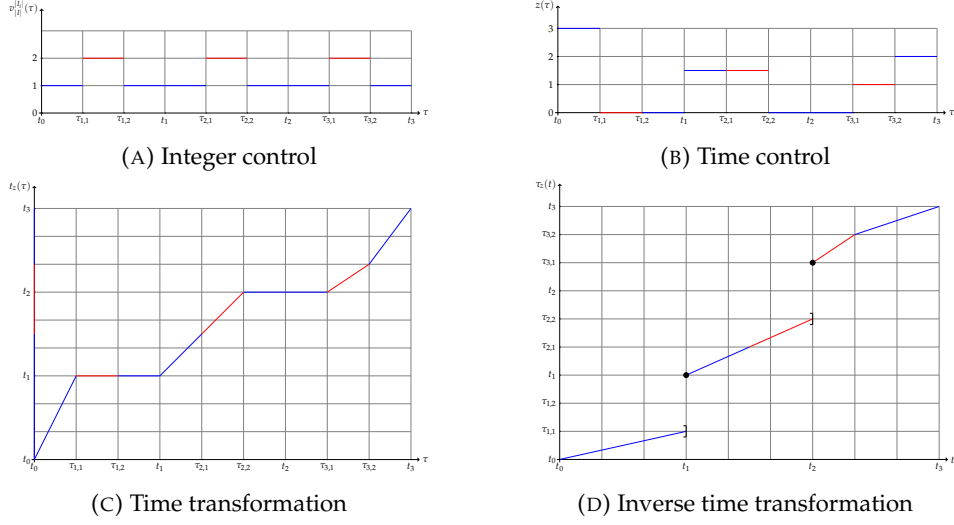 v_{|I|}^{|I_j|}(τ)
2
1
0
t₀ τ₁,₁ τ₁,₂ t₁ τ₂,₁ τ₂,₂ t₂ τ₃,₁ τ₃,₂ t₃ τ
(A) Integer control
z(τ)
3
2
1
0
t₀ τ₁,₁ τ₁,₂ t₁ τ₂,₁ τ₂,₂ t₂ τ₃,₁ τ₃,₂ t₃ τ
(B) Time control
t_z(τ)
t₃
t₂
t₁
t₀
t₀ τ₁,₁ τ₁,₂ t₁ τ₂,₁ τ₂,₂ t₂ τ₃,₁ τ₃,₂ t₃ τ
(C) Time transformation
τ_z(t)
t₃
τ₃,₂
τ₃,₁
t₂
τ₂,₂
τ₂,₁
t₁
τ₁,₂
τ₁,₁
t₀
t₀ t₁ t₂ t₃ t
(D) Inverse time transformation